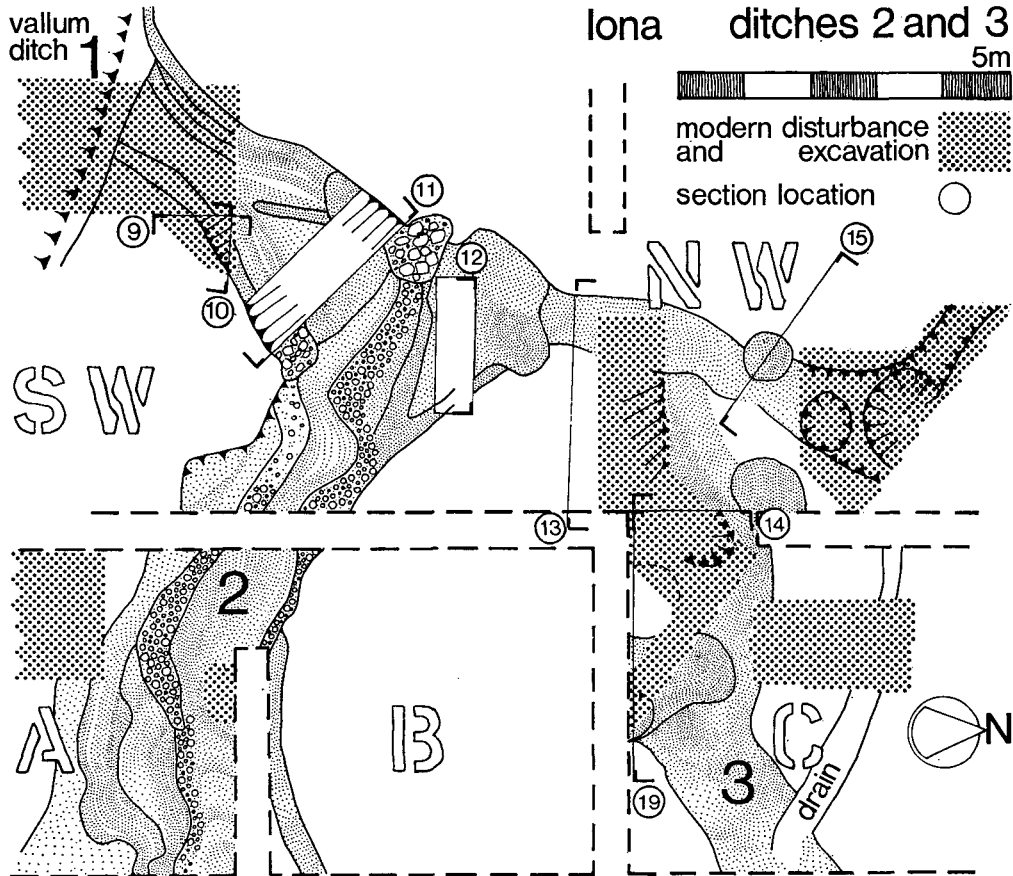 vallum
ditch 1
Iona ditches 2 and 3
5m
modern disturbance
and excavation
section location
9
10
11
12
13
14
15
19
SW
NW
A
B
C
2
3
drain
N